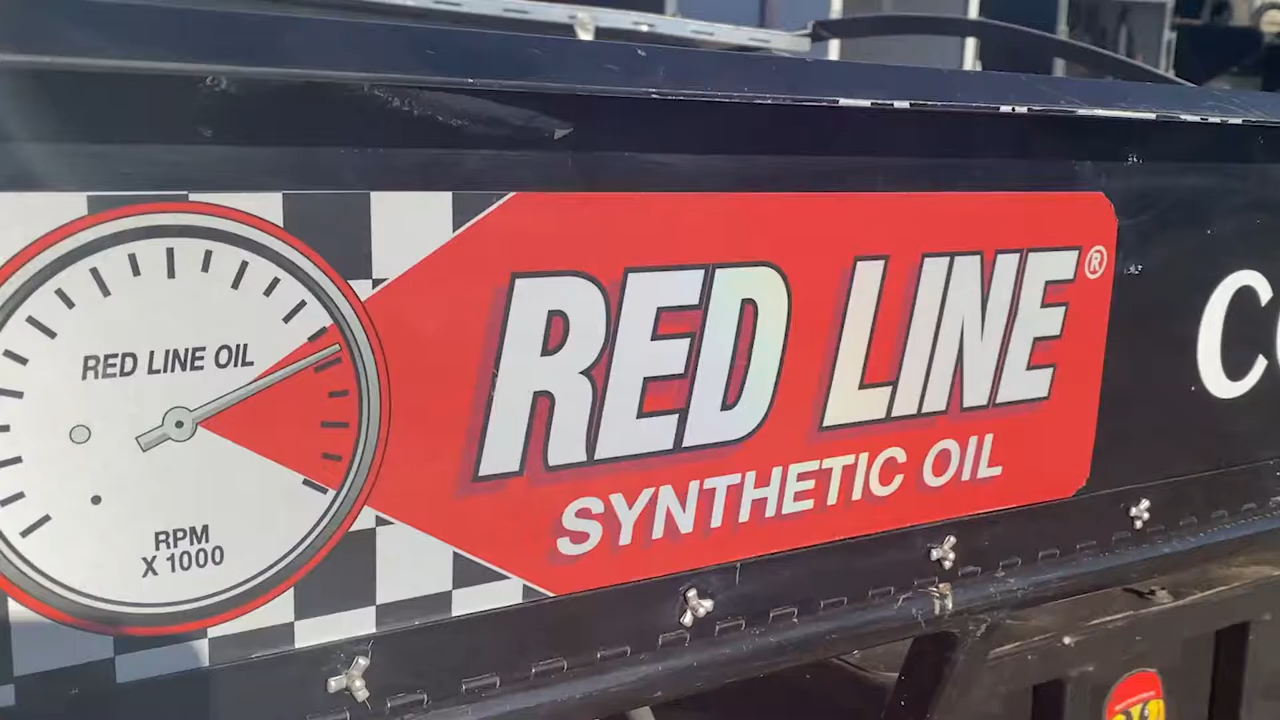 RED LINE OIL
RPM
X 1000
RED LINE®
SYNTHETIC OIL